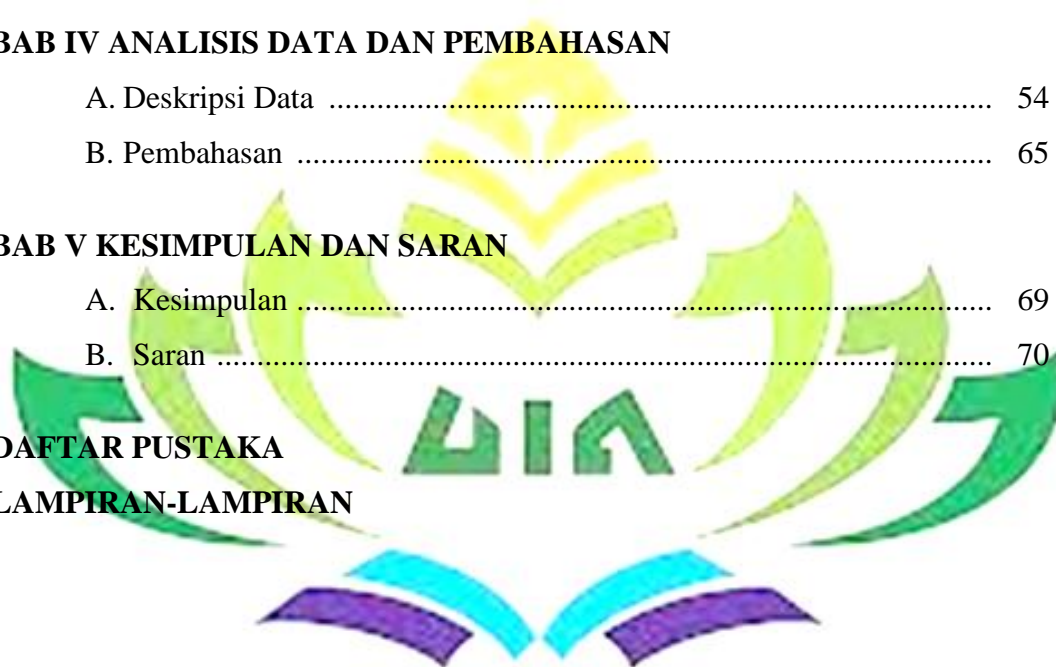 BAB IV ANALISIS DATA DAN PEMBAHASAN
A. Deskripsi Data ................................................................................... 54
B. Pembahasan ....................................................................................... 65
BAB V KESIMPULAN DAN SARAN
A. Kesimpulan ....................................................................................... 69
B. Saran ................................................................................................. 70
DAFTAR PUSTAKA
LAMPIRAN-LAMPIRAN